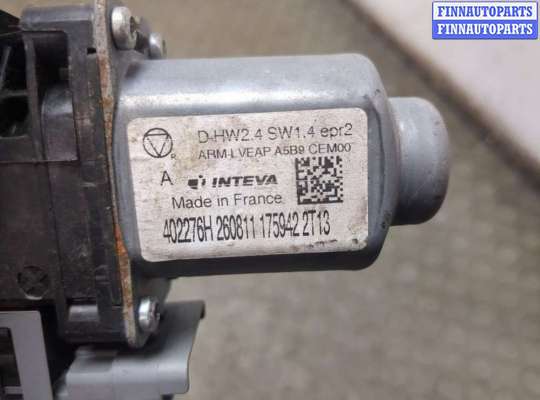 FINNAUTOPARTS
FINNAUTOPARTS
D-HW2.4 SW1.4 epr2
ARM-LVEAP A5B9 CEM00
A INTEVA
Made in France
402276H 260811 175942 2T13